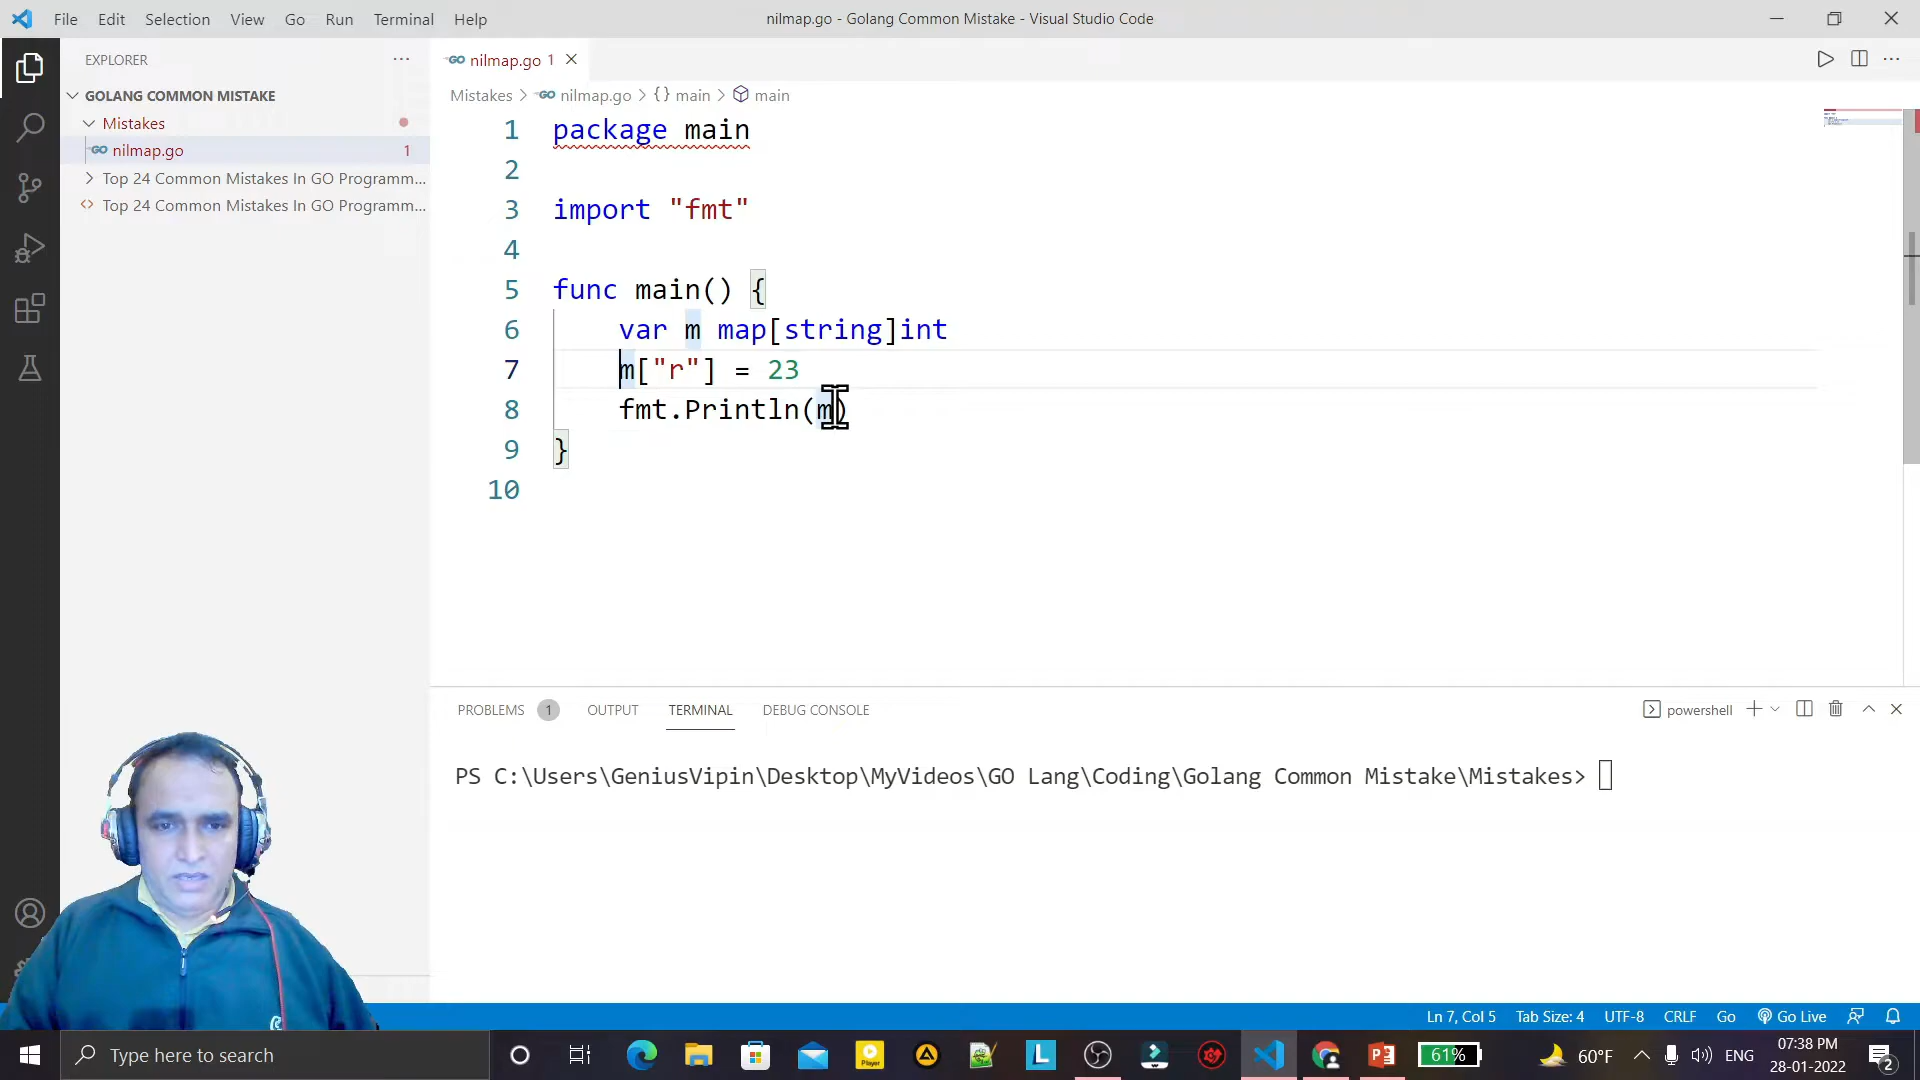 File Edit Selection View Go Run Terminal Help
nilmap.go - Golang Common Mistake - Visual Studio Code
EXPLORER
GOLANG COMMON MISTAKE
Mistakes
GO nilmap.go 1
Top 24 Common Mistakes In GO Programm...
Top 24 Common Mistakes In GO Programm...
GO nilmap.go 1
Mistakes > GO nilmap.go > {} main > main
1 package main
2
3 import "fmt"
4
5 func main() {
6 var m map[string]int
7 m["r"] = 23
8 fmt.Println(m)
9 }
10
PROBLEMS 1 OUTPUT TERMINAL DEBUG CONSOLE
powershell
PS C:\Users\GeniusVipin\Desktop\MyVideos\GO Lang\Coding\Golang Common Mistake\Mistakes>
Ln 7, Col 5 Tab Size: 4 UTF-8 CRLF Go Go Live
Type here to search
L
Player
61%
60°F
ENG
07:38 PM
28-01-2022
2